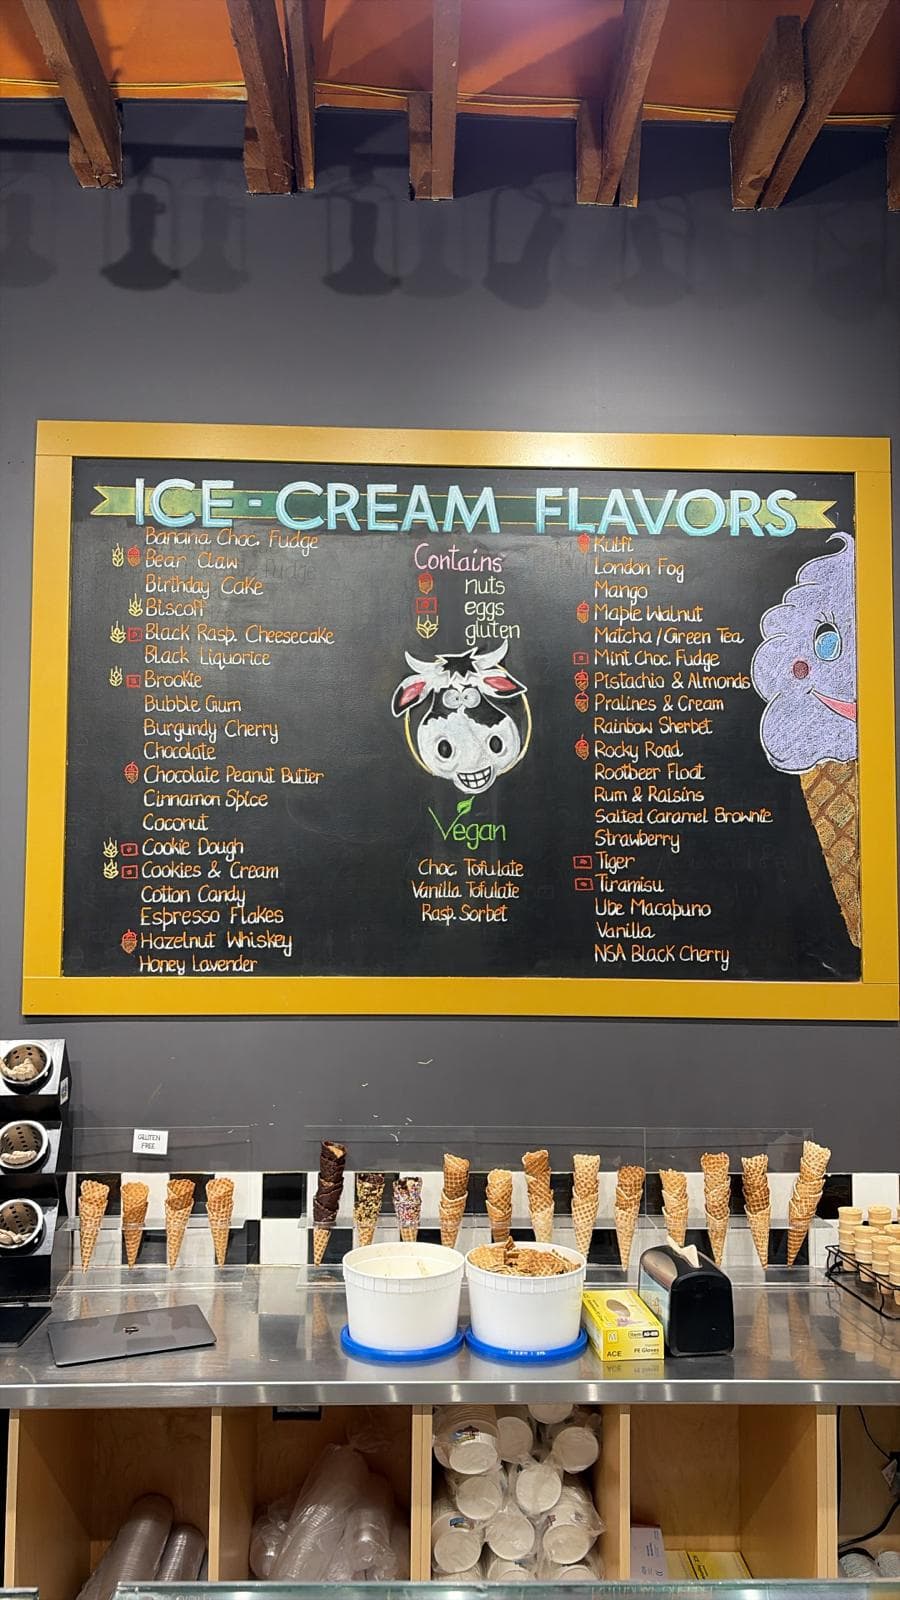 ICE-CREAM FLAVORS
Banana Choc. Fudge
Bear Claw
Birthday Cake
Biscoff
Black Rasp. Cheesecake
Black Liquorice
Brookie
Bubble Gum
Burgundy Cherry
Chocolate
Chocolate Peanut Butter
Cinnamon Spice
Coconut
Cookie Dough
Cookies & Cream
Cotton Candy
Espresso Flakes
Hazelnut Whiskey
Honey Lavender
Contains
nuts
eggs
gluten
Vegan
Choc. Tofulate
Vanilla Tofulate
Rasp. Sorbet
Kulfi
London Fog
Mango
Maple Walnut
Matcha/Green Tea
Mint Choc. Fudge
Pistachio & Almonds
Pralines & Cream
Rainbow Sherbet
Rocky Road
Rootbeer Float
Rum & Raisins
Salted Caramel Brownie
Strawberry
Tiger
Tiramisu
Ube Macapuno
Vanilla
NSA Black Cherry
GLUTEN
FREE
M
PE Gloves
ACE